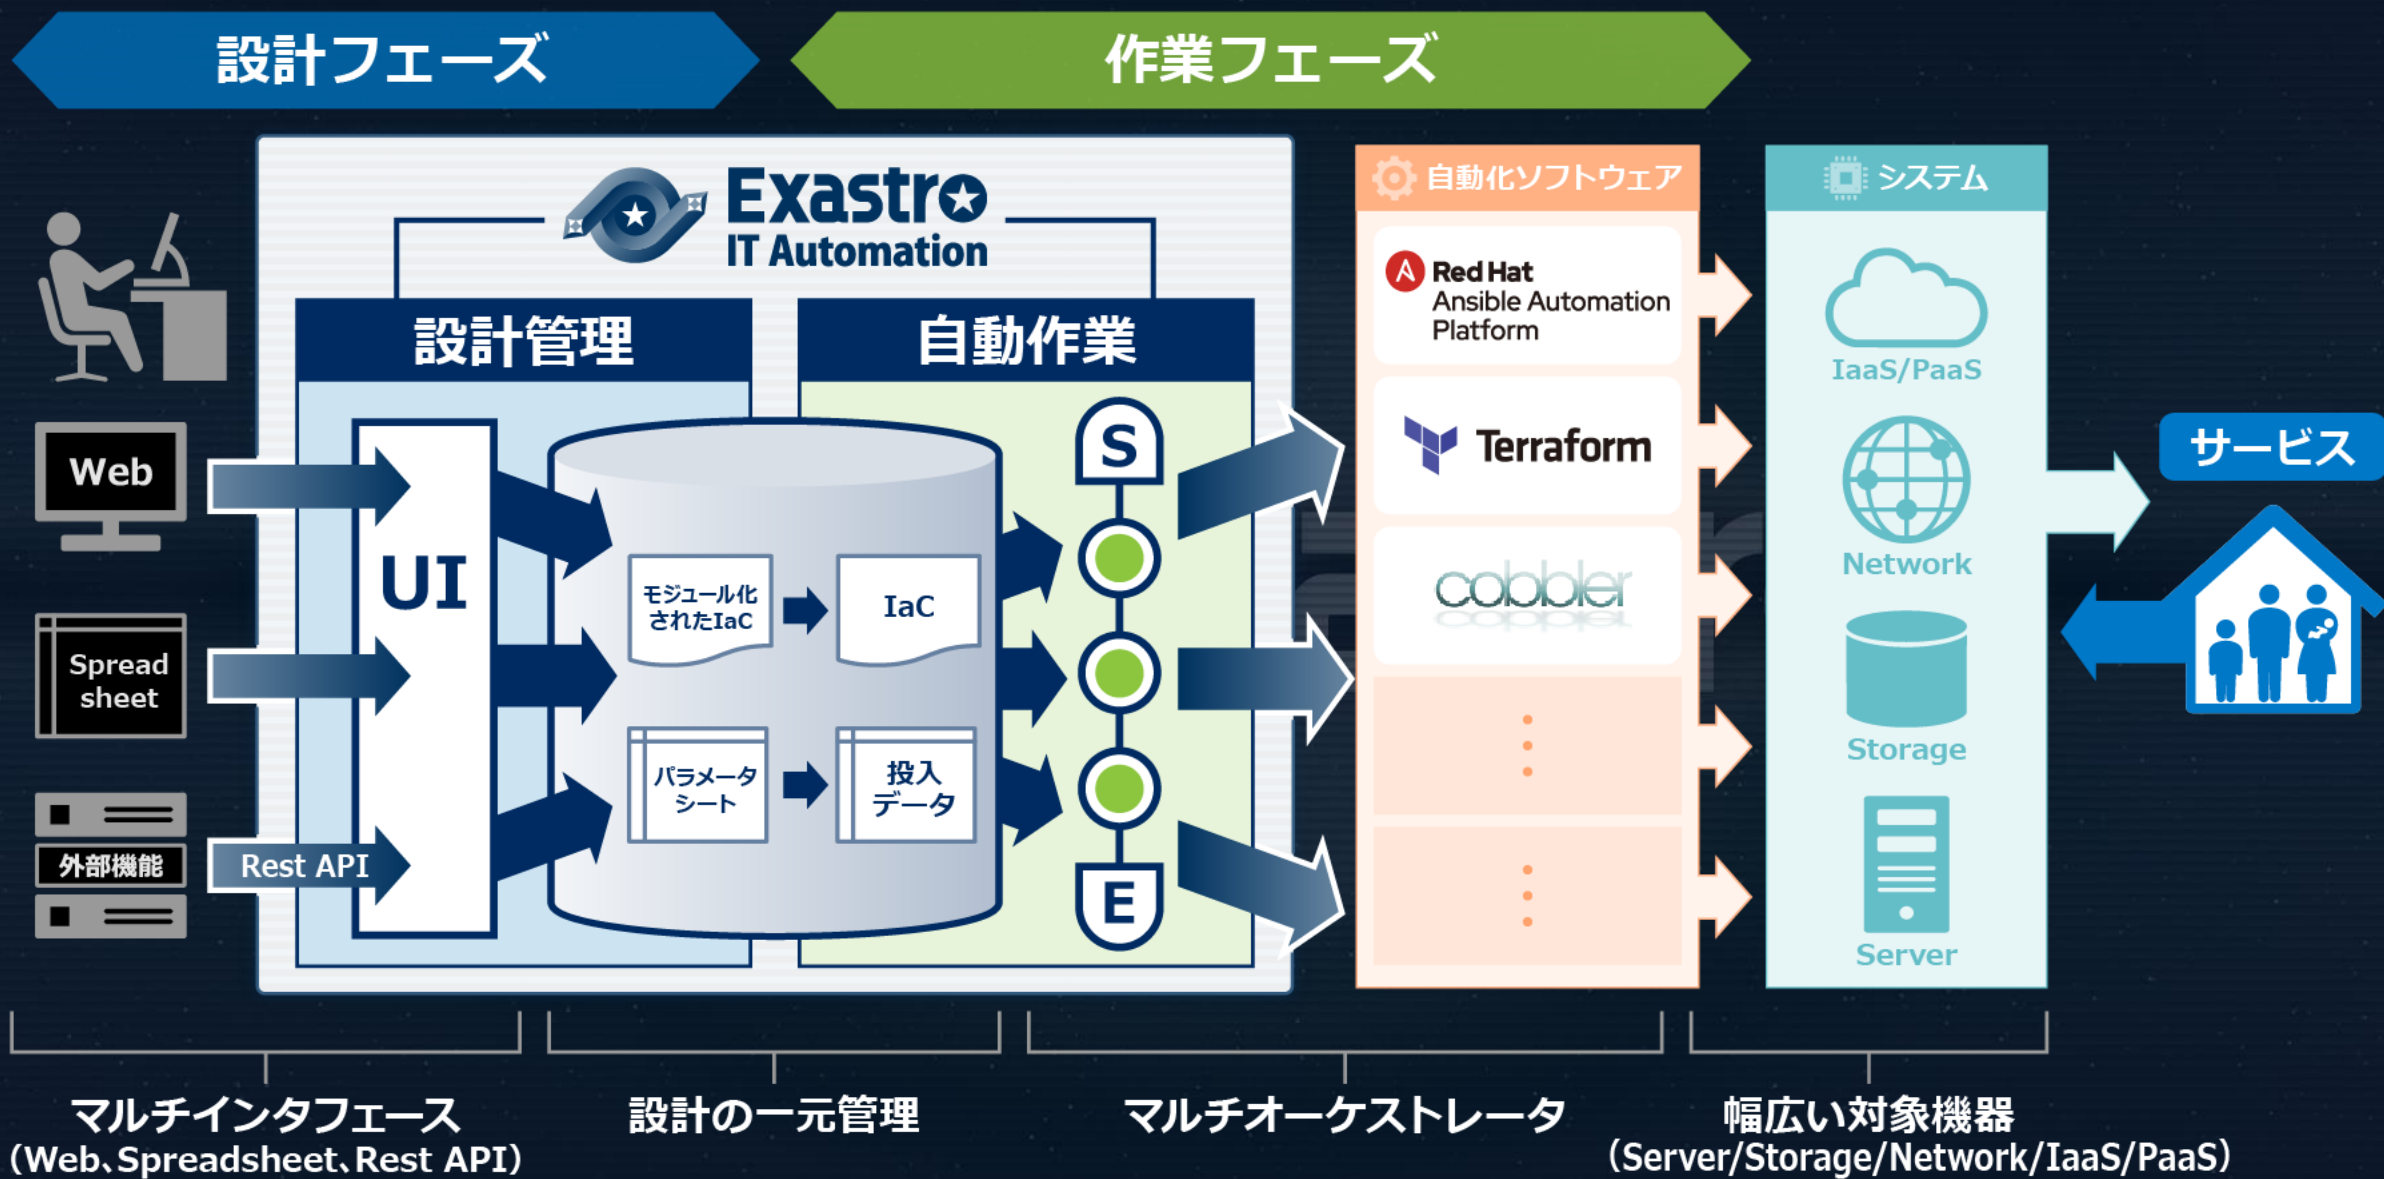 設計フェーズ
作業フェーズ
Exastro
IT Automation
設計管理
自動作業
Web
Spread
sheet
外部機能
Rest API
UI
モジュール化
されたIaC
IaC
パラメータ
シート
投入
データ
S
E
自動化ソフトウェア
Red Hat
Ansible Automation
Platform
Terraform
cobbler
システム
IaaS/PaaS
Network
Storage
Server
サービス
マルチインタフェース
（Web、Spreadsheet、Rest API）
設計の一元管理
マルチオーケストレータ
幅広い対象機器
（Server/Storage/Network/IaaS/PaaS）